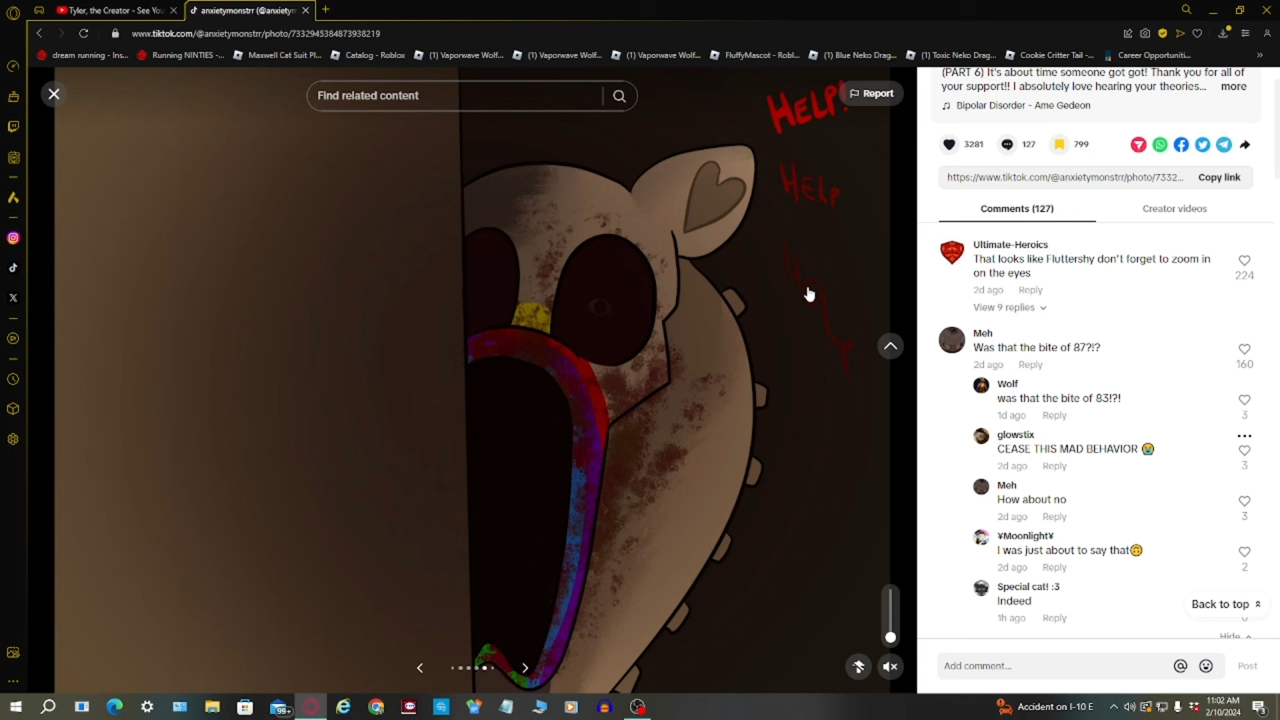 Tyler, the Creator - See You
anxietymonstrr (@anxietym
www.tiktok.com/@anxietymonstrr/photo/7332945384873938219
dream running - Ins...
Running NINTIES -...
Maxwell Cat Suit Pl...
Catalog - Roblox
(1) Vaporwave Wolf...
(1) Vaporwave Wolf...
(1) Vaporwave Wolf...
FluffyMascot - Robl...
(1) Blue Neko Drag...
(1) Toxic Neko Drag...
Cookie Critter Tail -...
Career Opportuniti...
Find related content
Report
HELP!
HELP
(PART 6) It's about time someone got got! Thank you for all of
your support!! I absolutely love hearing your theories... more
Bipolar Disorder - Ame Gedeon
3281
127
799
https://www.tiktok.com/@anxietymonstrr/photo/7332...
Copy link
Comments (127)
Creator videos
Ultimate-Heroics
That looks like Fluttershy don't forget to zoom in
on the eyes
224
2d ago Reply
View 9 replies
Meh
Was that the bite of 87?!?
160
2d ago Reply
Wolf
was that the bite of 83!?!
3
1d ago Reply
glowstix
CEASE THIS MAD BEHAVIOR 😭
3
2d ago Reply
Meh
How about no
3
2d ago Reply
¥Moonlight¥
I was just about to say that🙃
2
2d ago Reply
Special cat! :3
Indeed
1h ago Reply
Back to top
Hide
Add comment...
Post
99+
Accident on I-10 E
11:02 AM
2/10/2024
3